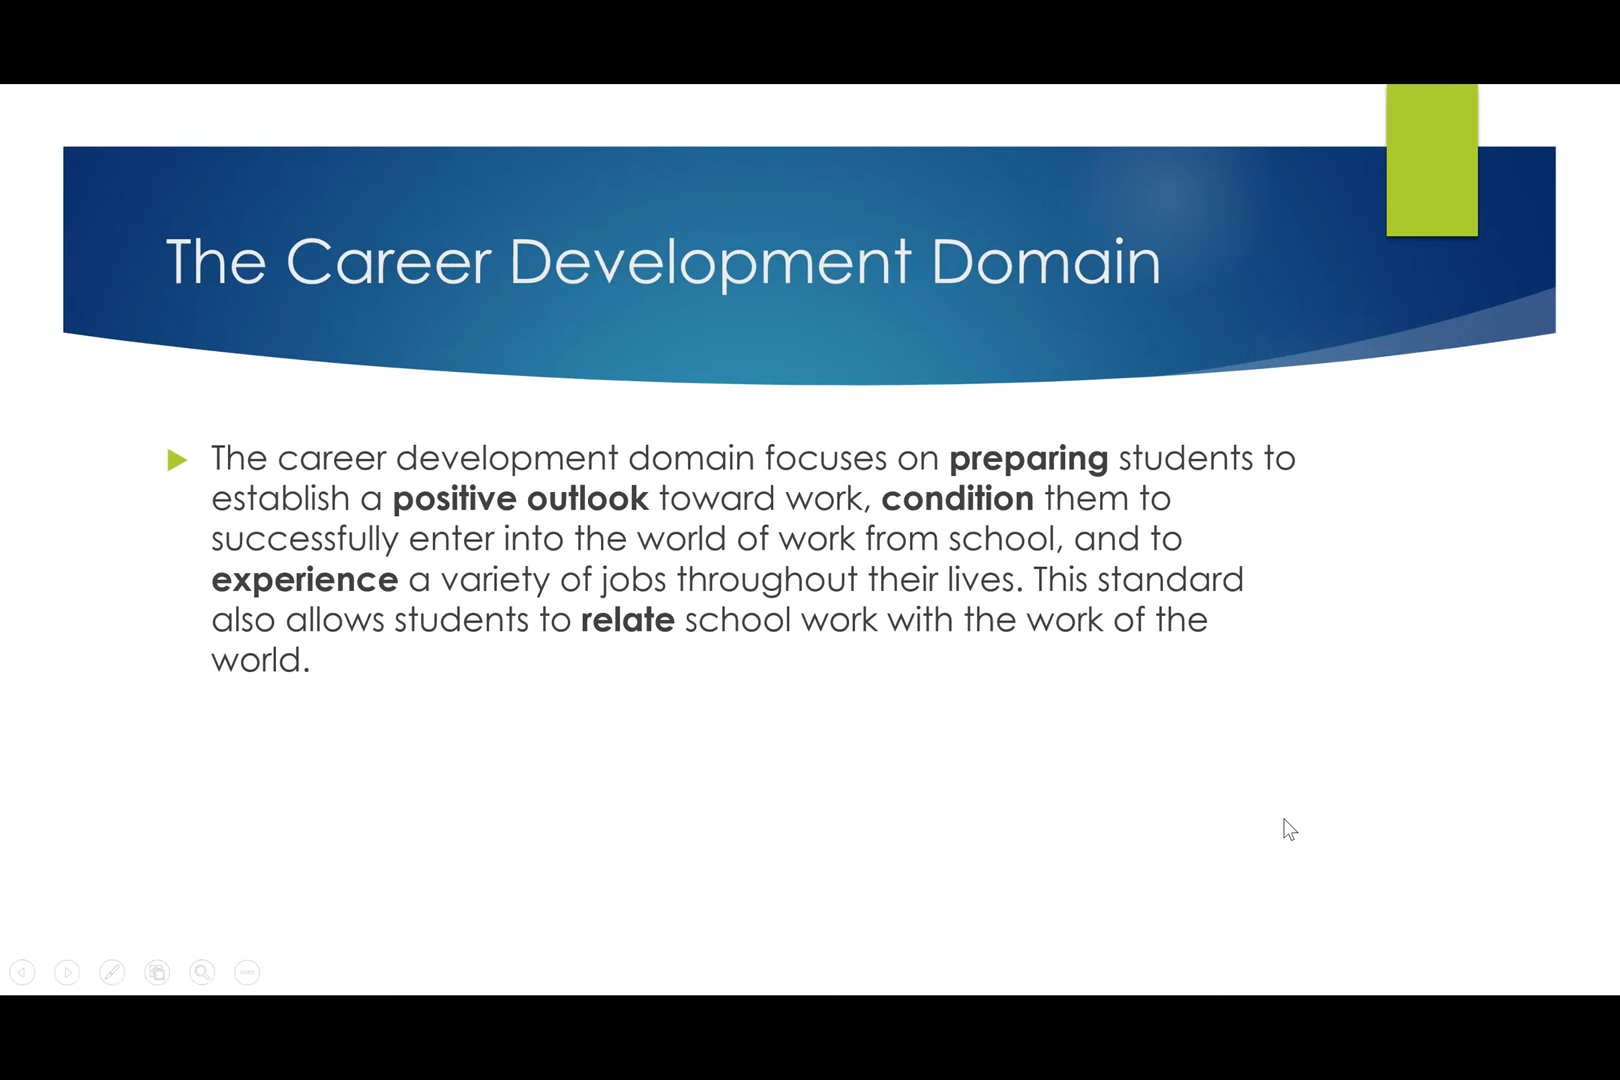 The Career Development Domain
The career development domain focuses on preparing students to
establish a positive outlook toward work, condition them to
successfully enter into the world of work from school, and to
experience a variety of jobs throughout their lives. This standard
also allows students to relate school work with the work of the
world.